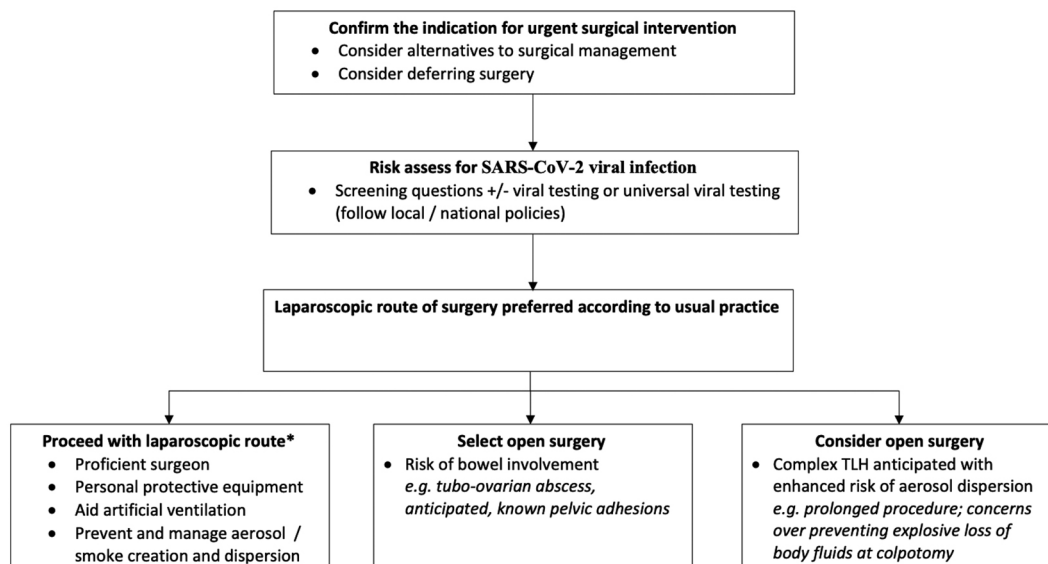 Confirm the indication for urgent surgical intervention
• Consider alternatives to surgical management
• Consider deferring surgery
Risk assess for SARS-CoV-2 viral infection
• Screening questions +/- viral testing or universal viral testing
(follow local / national policies)
Laparoscopic route of surgery preferred according to usual practice
Proceed with laparoscopic route*
• Proficient surgeon
• Personal protective equipment
• Aid artificial ventilation
• Prevent and manage aerosol /
smoke creation and dispersion
Select open surgery
• Risk of bowel involvement
e.g. tubo-ovarian abscess,
anticipated, known pelvic adhesions
Consider open surgery
• Complex TLH anticipated with
enhanced risk of aerosol dispersion
e.g. prolonged procedure; concerns
over preventing explosive loss of
body fluids at colpotomy